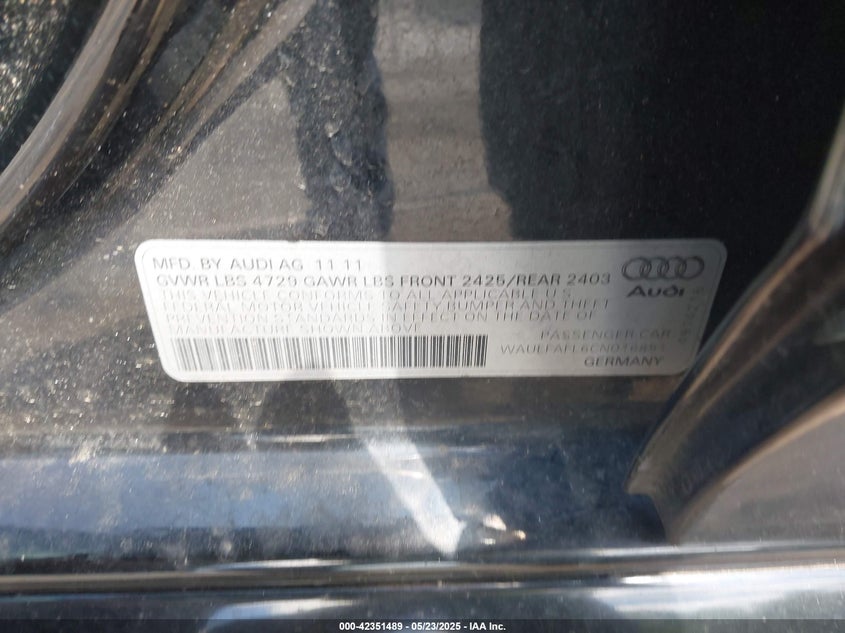 MFD. BY AUDI AG 11 11
GVWR LBS 4729 GAWR LBS FRONT 2425/REAR 2403
THIS VEHICLE CONFORMS TO ALL APPLICABLE U.S.
FEDERAL MOTOR VEHICLE SAFETY, BUMPER AND THEFT
PREVENTION STANDARDS IN EFFECT ON THE DATE OF
MANUFACTURE SHOWN ABOVE
Audi
PASSENGER CAR
GERMANY
000-42351489 - 05/23/2025 - IAA Inc.